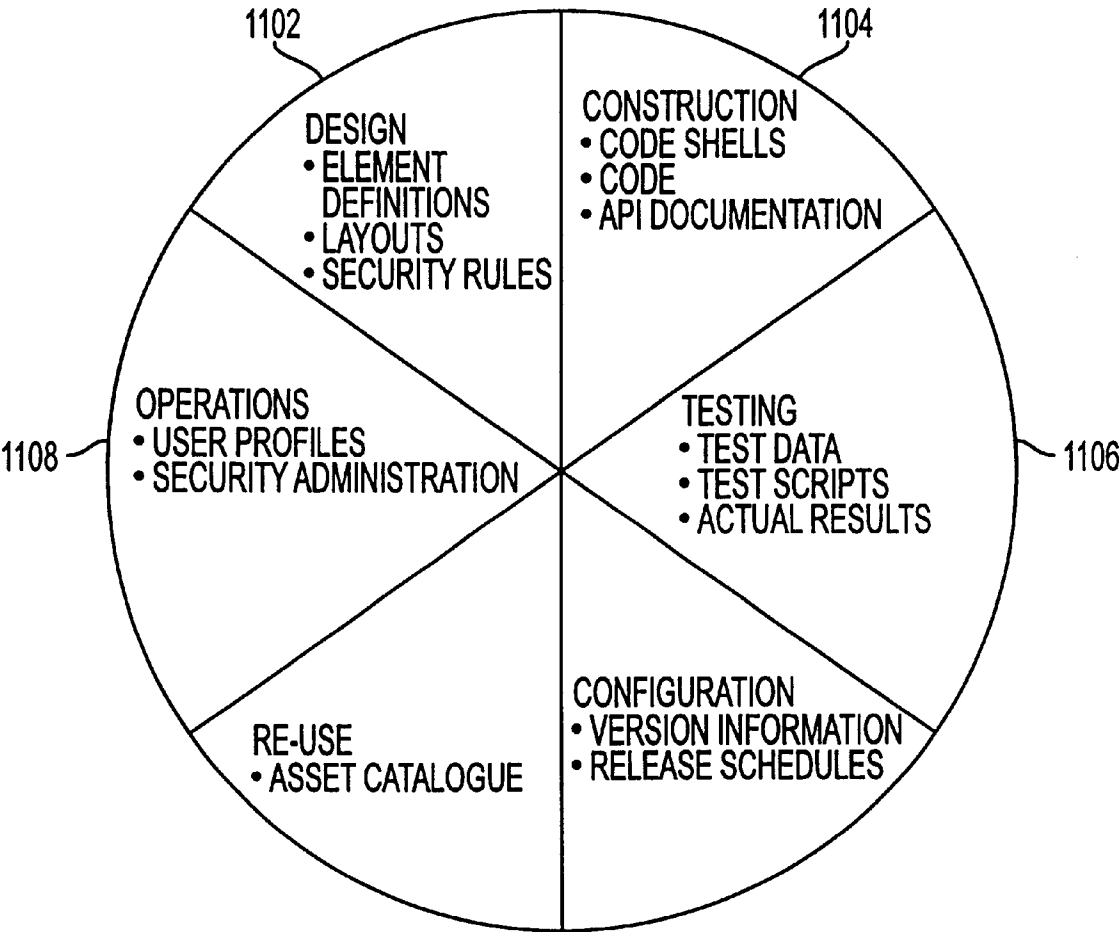 1102
1104
DESIGN
• ELEMENT
DEFINITIONS
• LAYOUTS
• SECURITY RULES
CONSTRUCTION
• CODE SHELLS
• CODE
• API DOCUMENTATION
OPERATIONS
• USER PROFILES
• SECURITY ADMINISTRATION
1108
TESTING
• TEST DATA
• TEST SCRIPTS
• ACTUAL RESULTS
1106
RE-USE
• ASSET CATALOGUE
CONFIGURATION
• VERSION INFORMATION
• RELEASE SCHEDULES